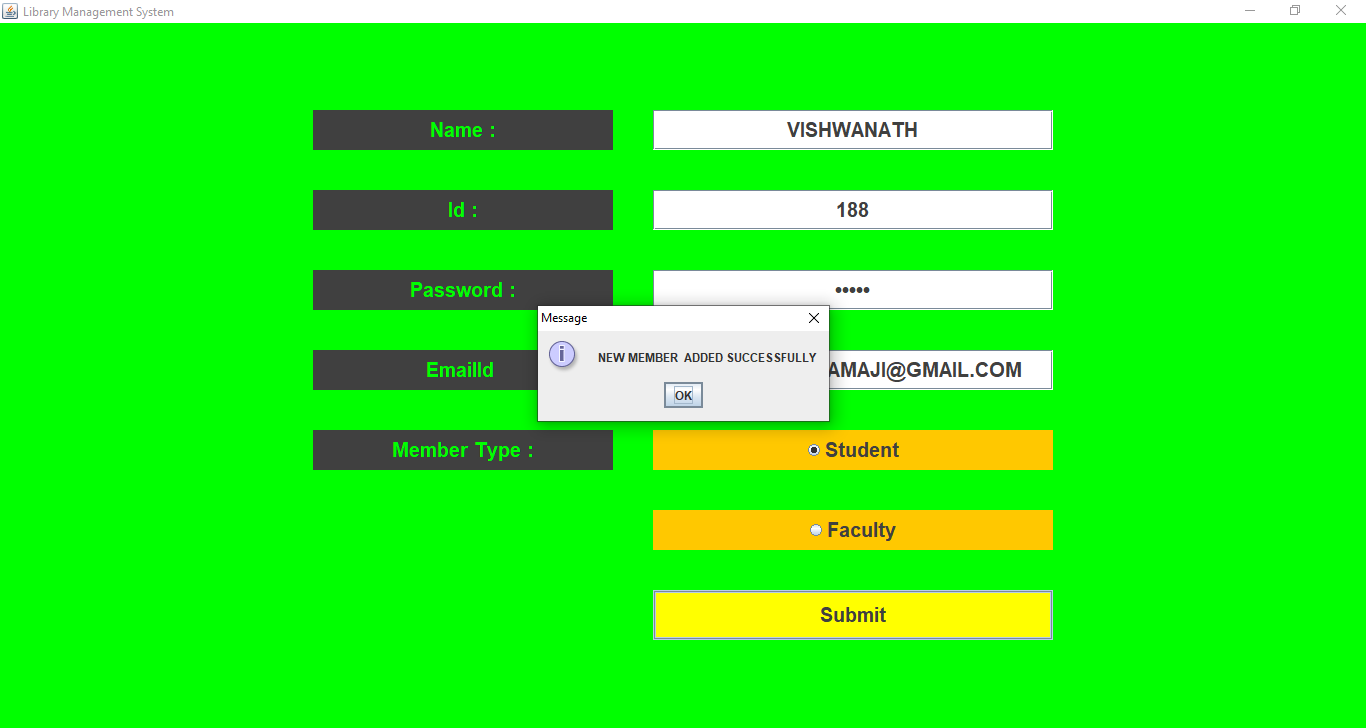 Library Management System
Name :
VISHWANATH
Id :
188
Password :
•••••
Message
NEW MEMBER ADDED SUCCESSFULLY
OK
EmailId
AMAJI@GMAIL.COM
Member Type :
Student
Faculty
Submit